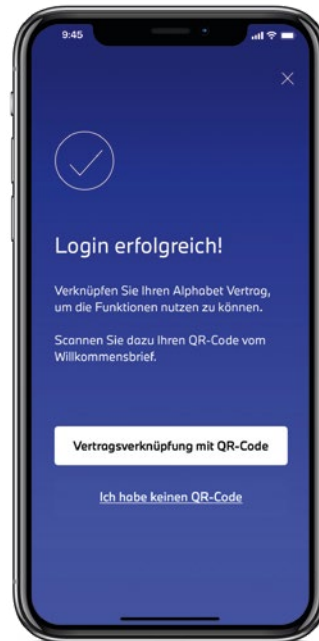 9:45
Login erfolgreich!
Verknüpfen Sie Ihren Alphabet Vertrag,
um die Funktionen nutzen zu können.
Scannen Sie dazu Ihren QR-Code vom
Willkommensbrief.
Vertragsverknüpfung mit QR-Code
Ich habe keinen QR-Code